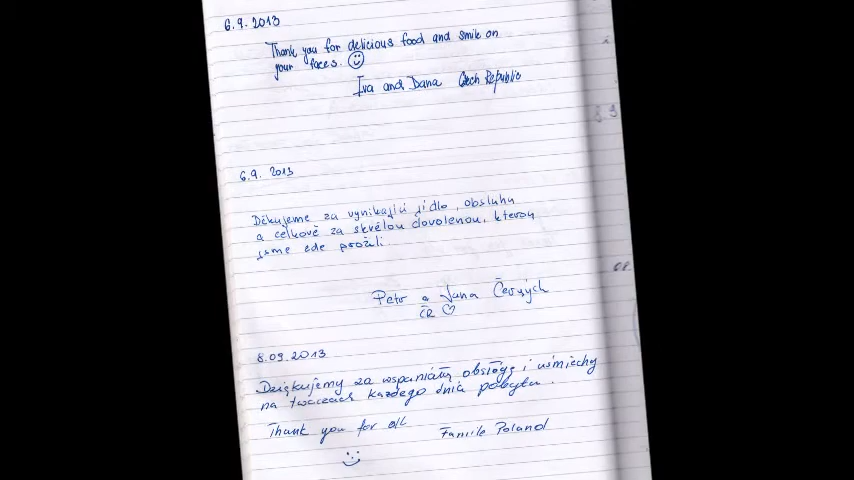 6.9.2013
Thank you for delicious food and smile on
your faces. ☺
Iva and Dana Czech Republic
6.9. 2013
Děkujeme za vynikající jídlo, obsluhu
a celkově za skvělou dovolenou, kterou
jsme zde prožili
Petr a Jana
ČR ♡
8.09.2013
Dziękujemy za wspaniałą obsługę i uśmiechy
na twarzach każdego dnia pobytu.
Thank you for all
Famile Poland